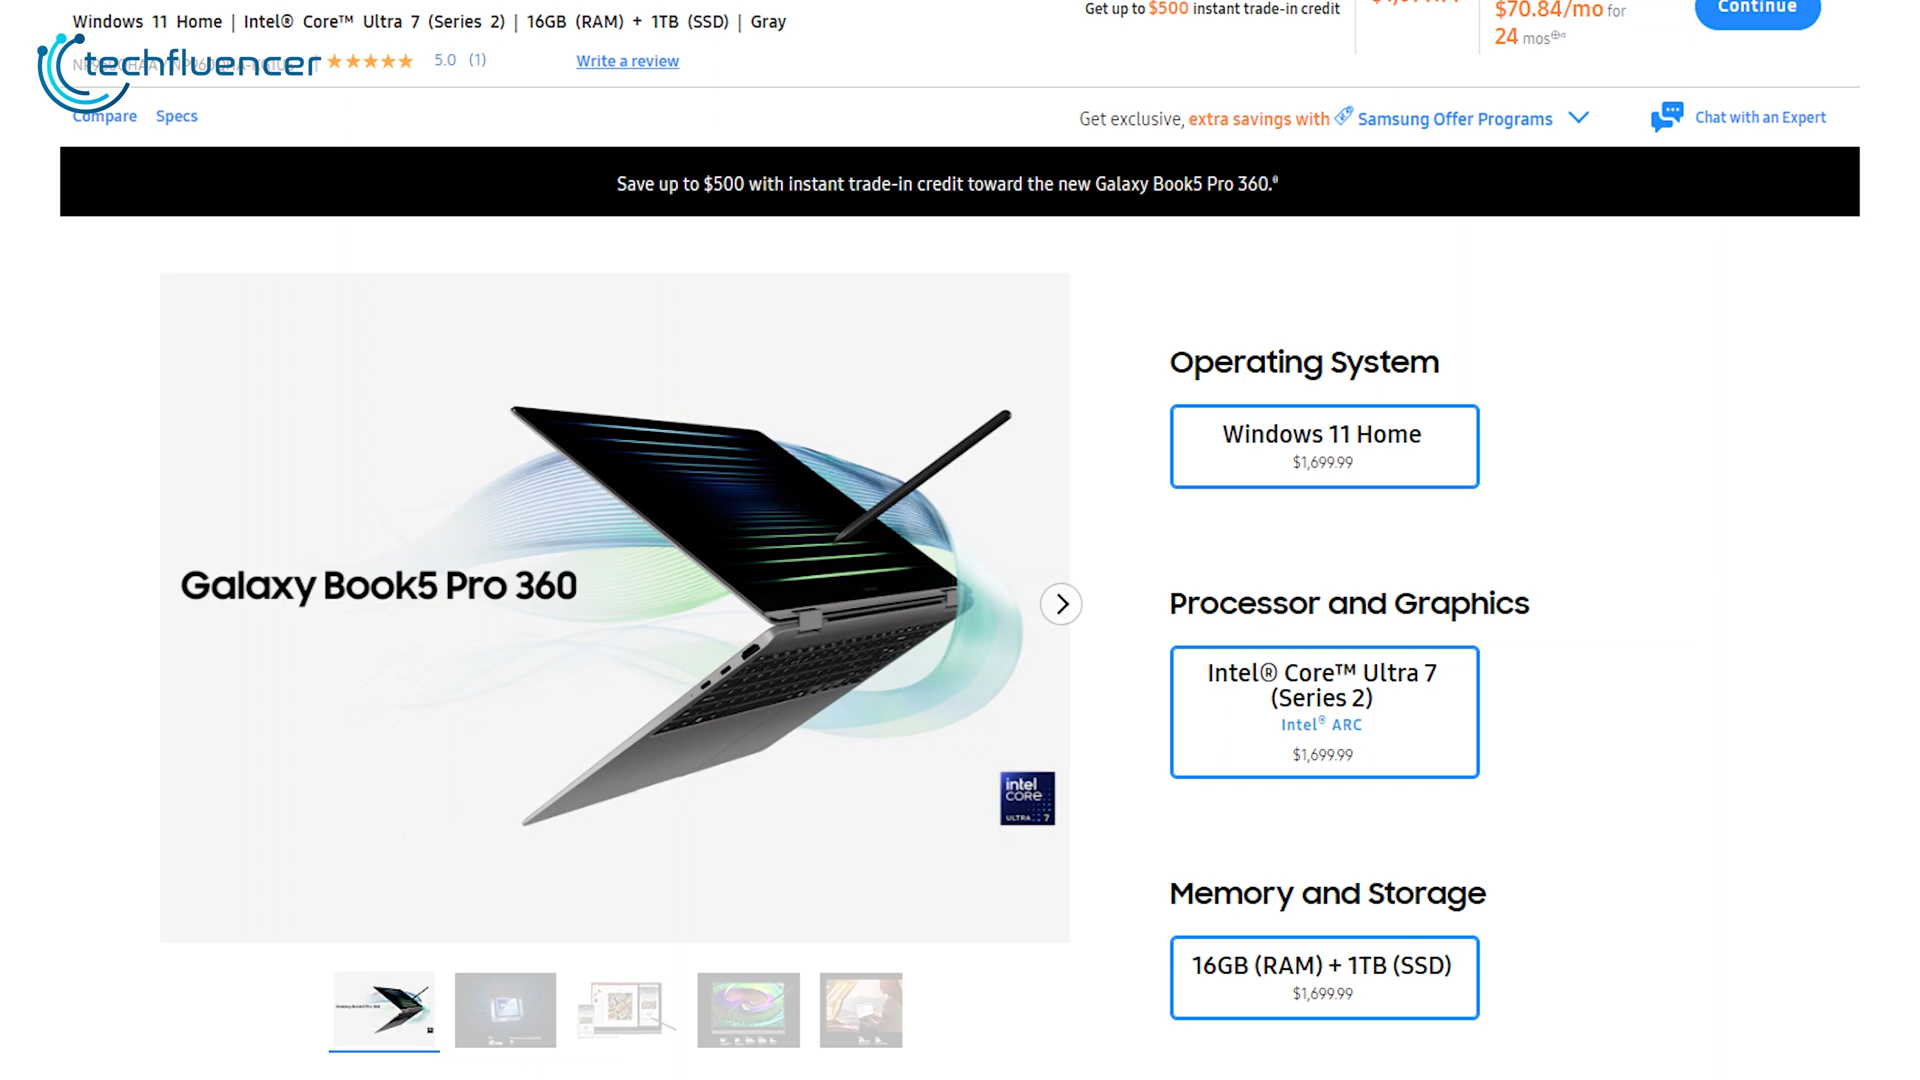 Windows 11 Home | Intel® Core™ Ultra 7 (Series 2) | 16GB (RAM) + 1TB (SSD) | Gray
Get up to $500 instant trade-in credit
$70.84/mo for
24 mos
Continue
techfluencer
5.0 (1)
Write a review
Compare Specs
Get exclusive, extra savings with Samsung Offer Programs
Chat with an Expert
Save up to $500 with instant trade-in credit toward the new Galaxy Book5 Pro 360.
Galaxy Book5 Pro 360
intel
CORE
ULTRA 7
Operating System
Windows 11 Home
$1,699.99
Processor and Graphics
Intel® Core™ Ultra 7
(Series 2)
Intel® ARC
$1,699.99
Memory and Storage
16GB (RAM) + 1TB (SSD)
$1,699.99